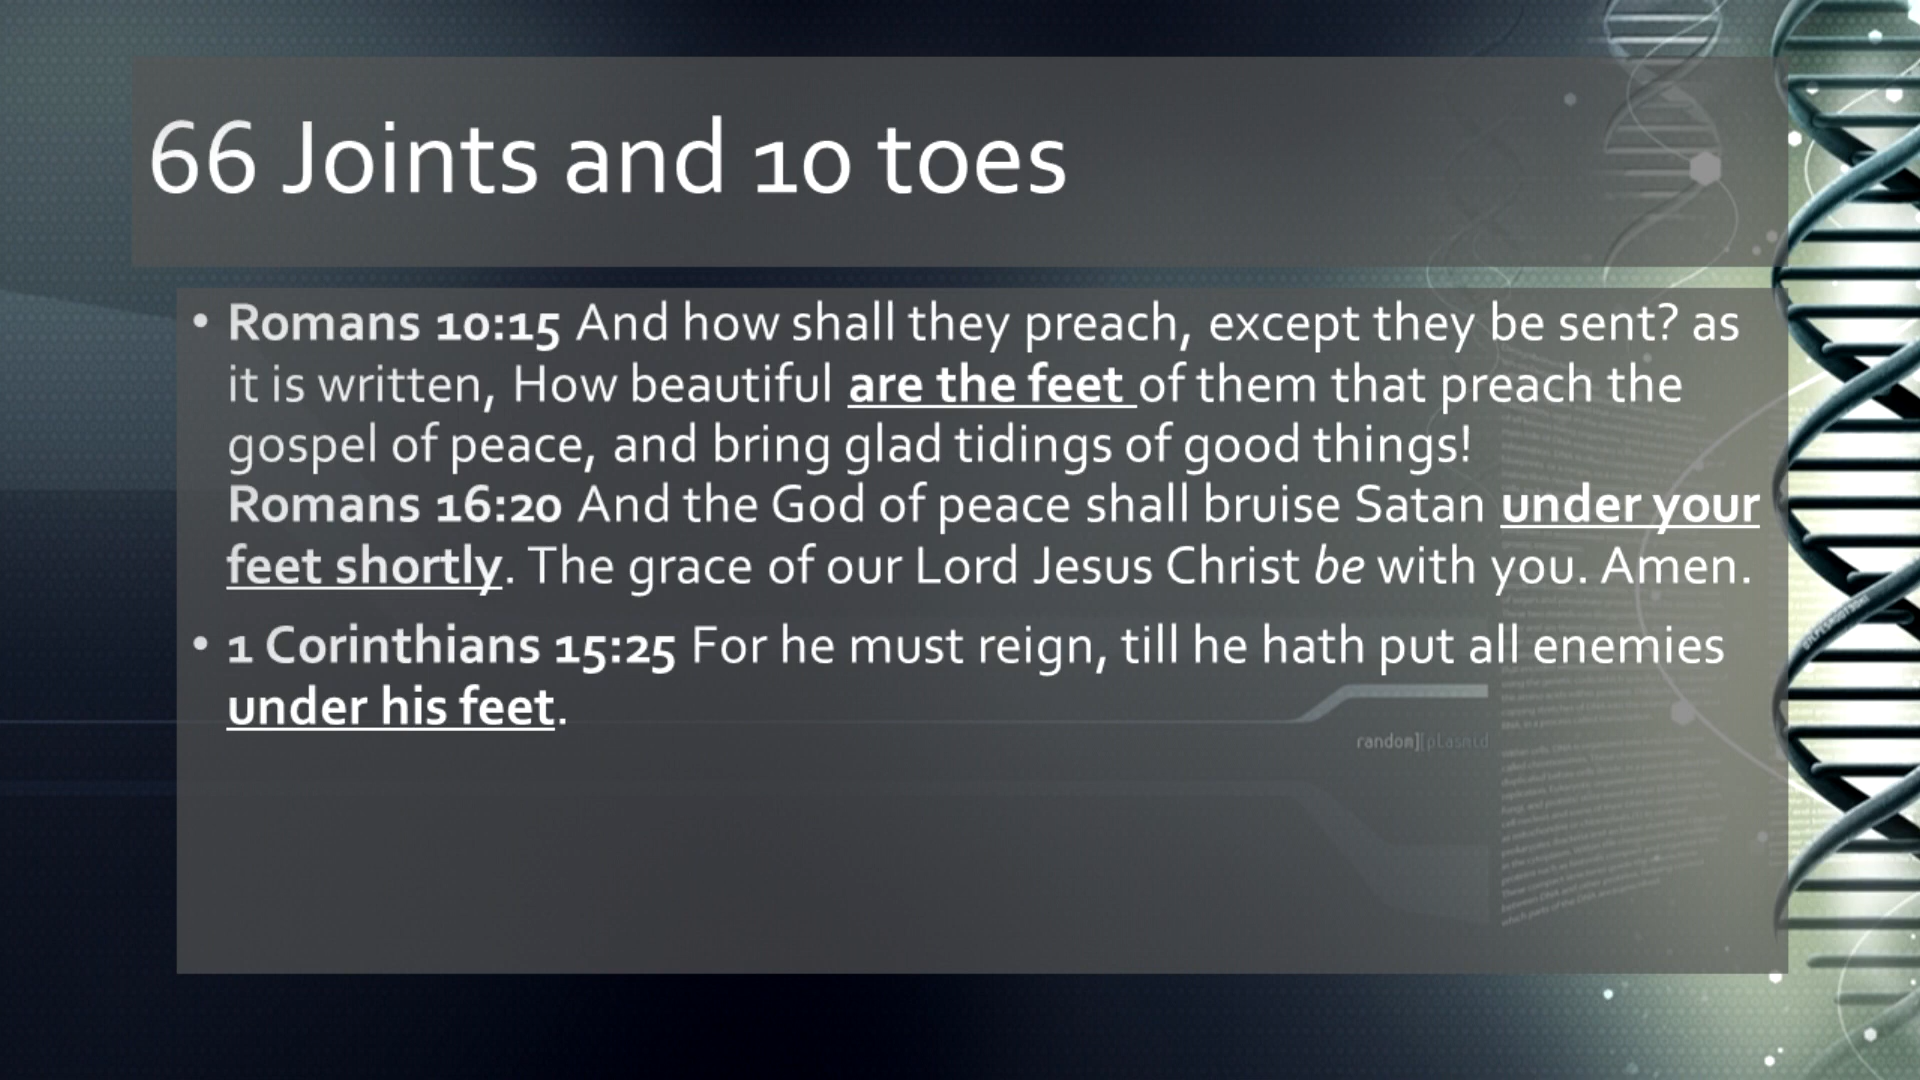 66 Joints and 10 toes
• Romans 10:15 And how shall they preach, except they be sent? as
it is written, How beautiful are the feet of them that preach the
gospel of peace, and bring glad tidings of good things!
Romans 16:20 And the God of peace shall bruise Satan under your
feet shortly. The grace of our Lord Jesus Christ be with you. Amen.
• 1 Corinthians 15:25 For he must reign, till he hath put all enemies
under his feet.
random][plasmid